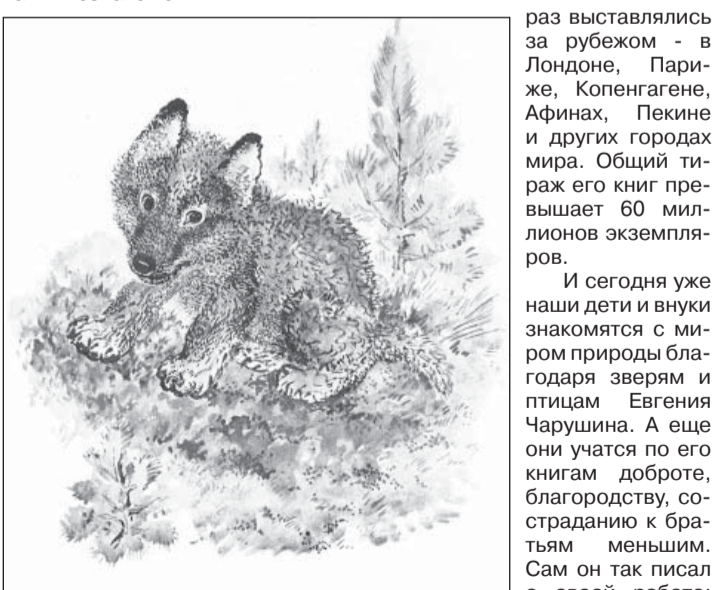 раз выставлялись
за рубежом - в
Лондоне, Пари-
же, Копенгагене,
Афинах, Пекине
и других городах
мира. Общий ти-
раж его книг пре-
вышает 60 мил-
лионов экземпля-
ров.
И сегодня уже
наши дети и внуки
знакомятся с ми-
ром природы бла-
годаря зверям и
птицам Евгения
Чарушина. А еще
они учатся по его
книгам доброте,
благородству, со-
страданию к бра-
тьям меньшим.
Сам он так писал
о своей работе: